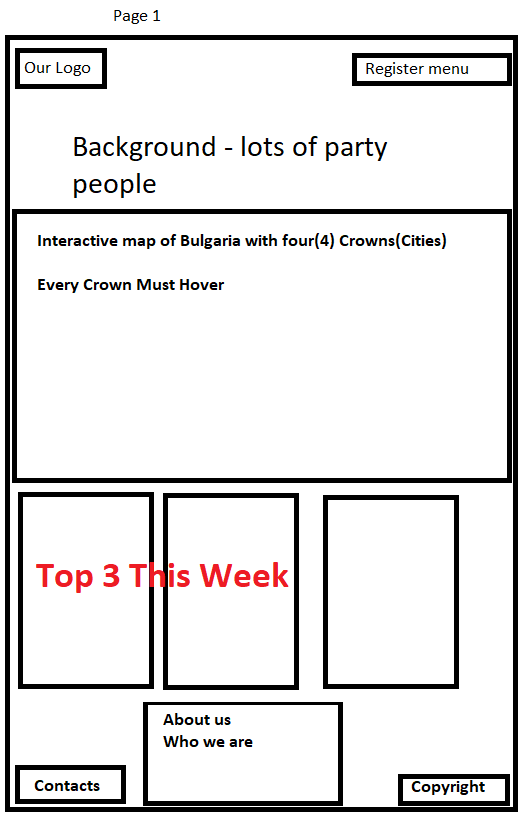 Page 1
Our Logo
Register menu
Background - lots of party
people
Interactive map of Bulgaria with four(4) Crowns(Cities)
Every Crown Must Hover
Top 3 This Week
About us
Who we are
Contacts
Copyright